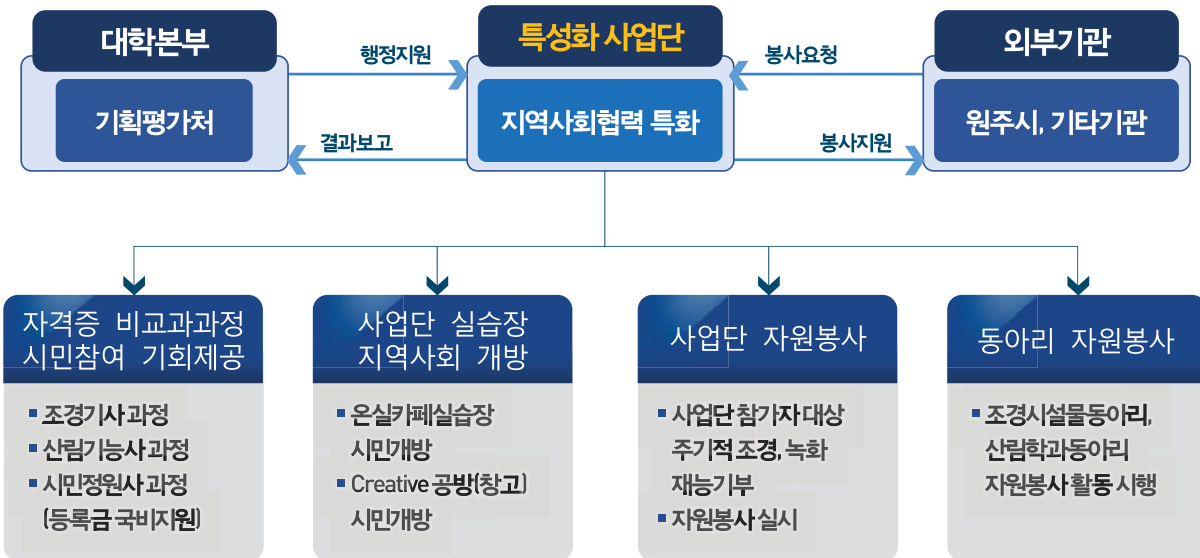 대학본부
기획평가처
행정지원
결과보고
특성화 사업단
지역사회협력 특화
봉사요청
봉사지원
외부기관
원주시, 기타기관
자격증 비교과과정
시민참여 기회제공
▪ 조경기사 과정
▪ 산림기능사 과정
▪ 시민정원사 과정
(등록금 국비지원)
사업단 실습장
지역사회 개방
▪ 온실카페실습장
시민개방
▪ Creative 공방(창고)
시민개방
사업단 자원봉사
▪ 사업단 참가자 대상
주기적 조경, 녹화
재능기부
▪ 자원봉사 실시
동아리 자원봉사
▪ 조경시설물동아리,
산림학과동아리
자원봉사 활동 시행